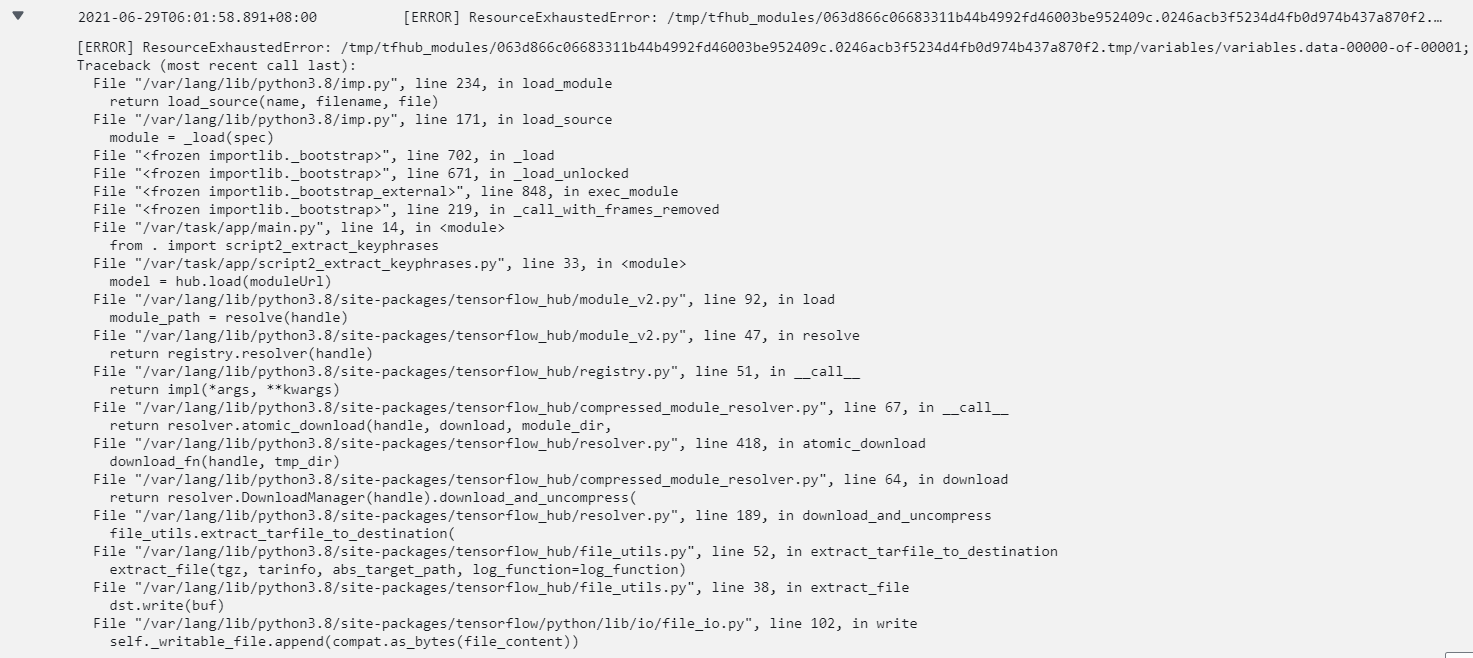 2021-06-29T06:01:58.891+08:00 [ERROR] ResourceExhaustedError: /tmp/tfhub_modules/063d866c06683311b44b4992fd46003be952409c.0246acb3f5234d4fb0d974b437a870f2.…
[ERROR] ResourceExhaustedError: /tmp/tfhub_modules/063d866c06683311b44b4992fd46003be952409c.0246acb3f5234d4fb0d974b437a870f2.tmp/variables/variables.data-00000-of-00001;
Traceback (most recent call last):
File "/var/lang/lib/python3.8/imp.py", line 234, in load_module
return load_source(name, filename, file)
File "/var/lang/lib/python3.8/imp.py", line 171, in load_source
module = _load(spec)
File "<frozen importlib._bootstrap>", line 702, in _load
File "<frozen importlib._bootstrap>", line 671, in _load_unlocked
File "<frozen importlib._bootstrap_external>", line 848, in exec_module
File "<frozen importlib._bootstrap>", line 219, in _call_with_frames_removed
File "/var/task/app/main.py", line 14, in <module>
from . import script2_extract_keyphrases
File "/var/task/app/script2_extract_keyphrases.py", line 33, in <module>
model = hub.load(moduleUrl)
File "/var/lang/lib/python3.8/site-packages/tensorflow_hub/module_v2.py", line 92, in load
module_path = resolve(handle)
File "/var/lang/lib/python3.8/site-packages/tensorflow_hub/module_v2.py", line 47, in resolve
return registry.resolver(handle)
File "/var/lang/lib/python3.8/site-packages/tensorflow_hub/registry.py", line 51, in __call__
return impl(*args, **kwargs)
File "/var/lang/lib/python3.8/site-packages/tensorflow_hub/compressed_module_resolver.py", line 67, in __call__
return resolver.atomic_download(handle, download, module_dir,
File "/var/lang/lib/python3.8/site-packages/tensorflow_hub/resolver.py", line 418, in atomic_download
download_fn(handle, tmp_dir)
File "/var/lang/lib/python3.8/site-packages/tensorflow_hub/compressed_module_resolver.py", line 64, in download
return resolver.DownloadManager(handle).download_and_uncompress(
File "/var/lang/lib/python3.8/site-packages/tensorflow_hub/resolver.py", line 189, in download_and_uncompress
file_utils.extract_tarfile_to_destination(
File "/var/lang/lib/python3.8/site-packages/tensorflow_hub/file_utils.py", line 52, in extract_tarfile_to_destination
extract_file(tgz, tarinfo, abs_target_path, log_function=log_function)
File "/var/lang/lib/python3.8/site-packages/tensorflow_hub/file_utils.py", line 38, in extract_file
dst.write(buf)
File "/var/lang/lib/python3.8/site-packages/tensorflow/python/lib/io/file_io.py", line 102, in write
self._writable_file.append(compat.as_bytes(file_content))